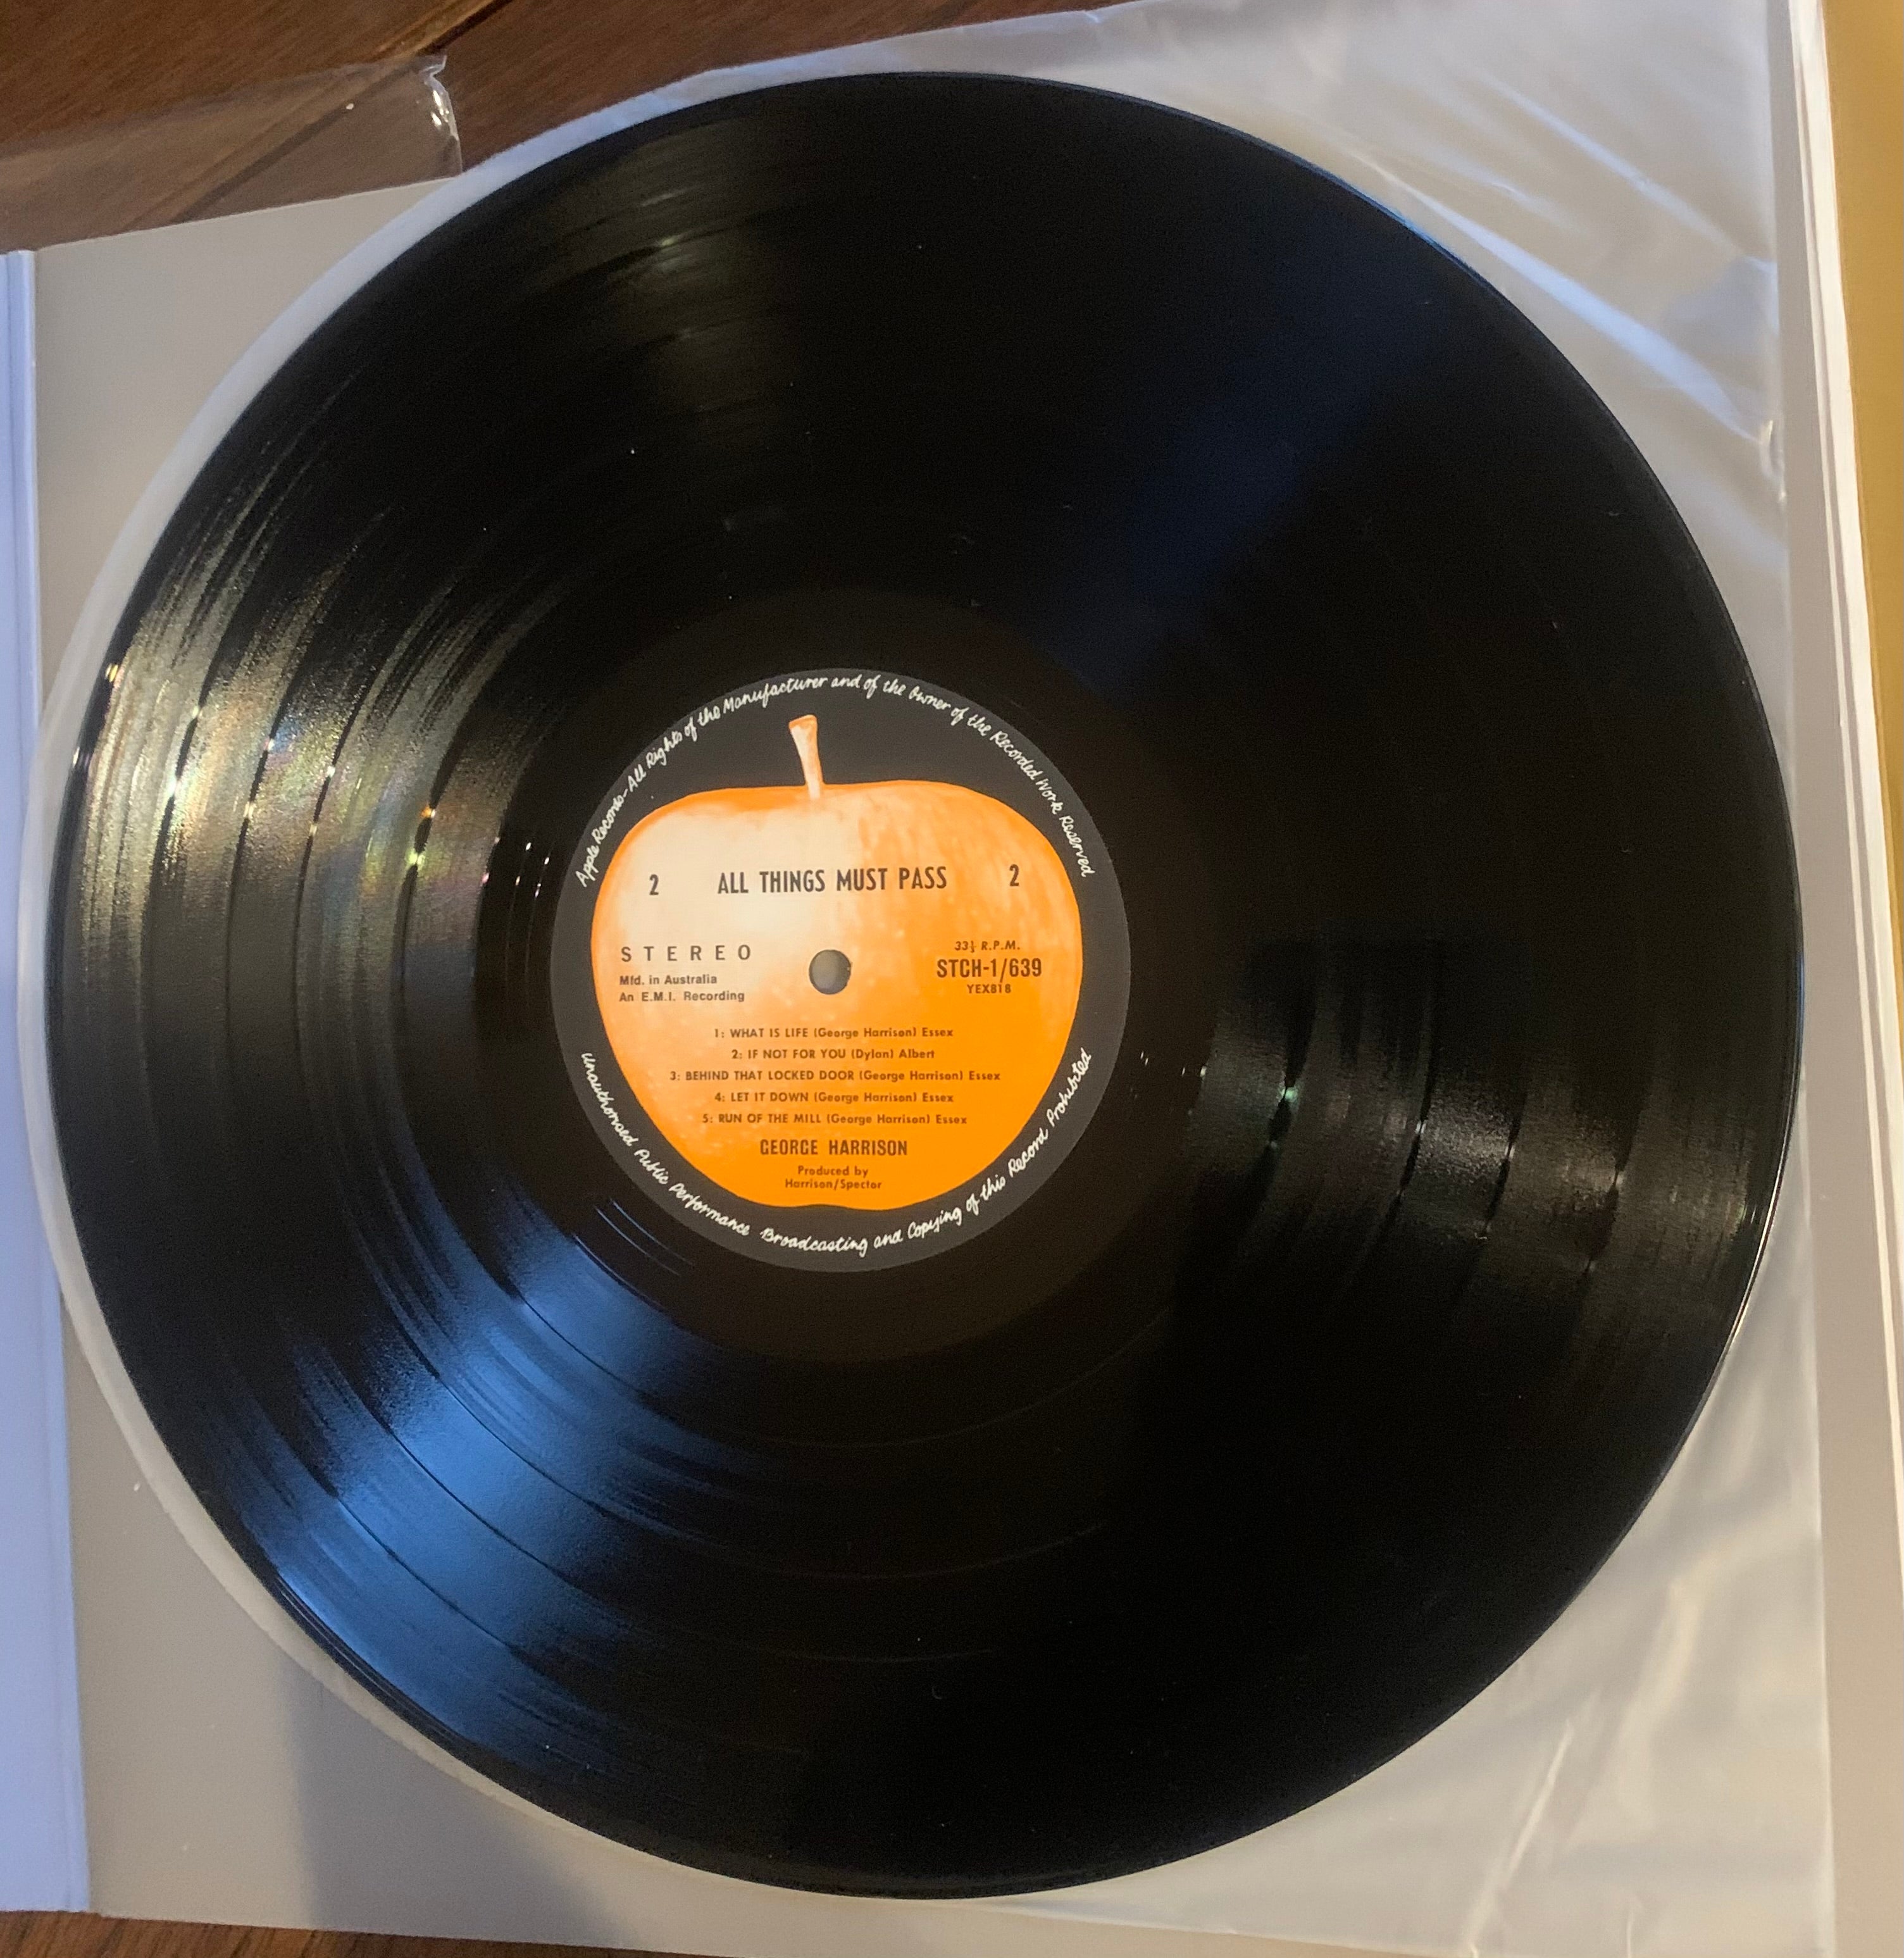 Apple Records-All Rights of the Manufacturer and of the Owner of the Recorded Work Reserved
2 ALL THINGS MUST PASS 2
STEREO
Mfd. in Australia
An E.M.I. Recording
33⅓ R.P.M.
STCH-1/639
YEX818
1: WHAT IS LIFE (George Harrison) Essex
2: IF NOT FOR YOU (Dylan) Albert
3: BEHIND THAT LOCKED DOOR (George Harrison) Essex
4: LET IT DOWN (George Harrison) Essex
5: RUN OF THE MILL (George Harrison) Essex
GEORGE HARRISON
Produced by
Harrison/Spector
Unauthorised Public Performance Broadcasting and Copying of this Record Prohibited